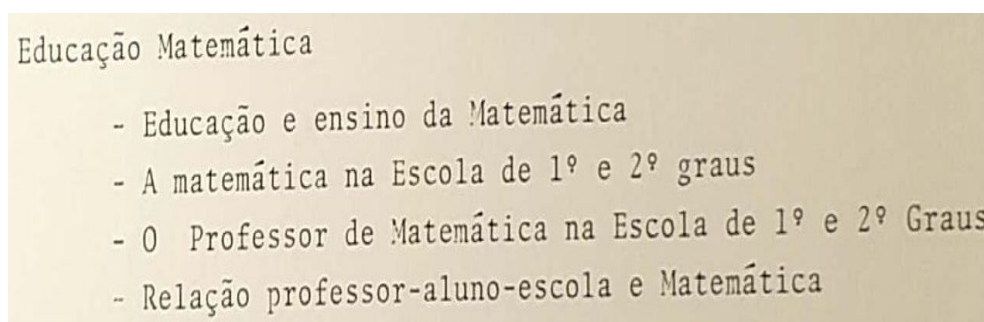 Educação Matemática
- Educação e ensino da Matemática
- A matemática na Escola de 1º e 2º graus
- O Professor de Matemática na Escola de 1º e 2º Graus
- Relação professor-aluno-escola e Matemática